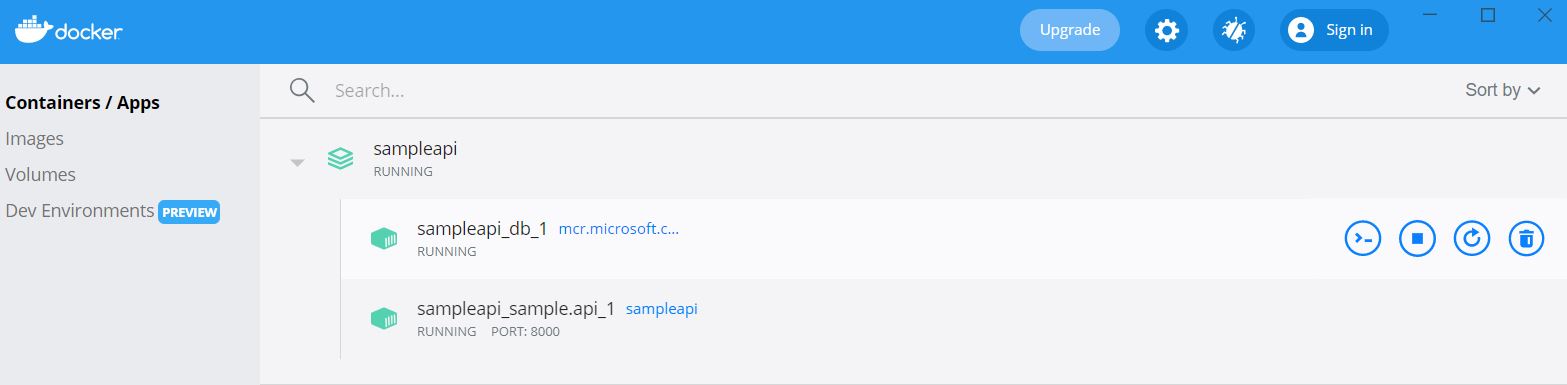 docker
Upgrade
Sign in
Containers / Apps
Images
Volumes
Dev Environments PREVIEW
Search...
Sort by
sampleapi
RUNNING
sampleapi_db_1 mcr.microsoft.c...
RUNNING
sampleapi_sample.api_1 sampleapi
RUNNING PORT: 8000